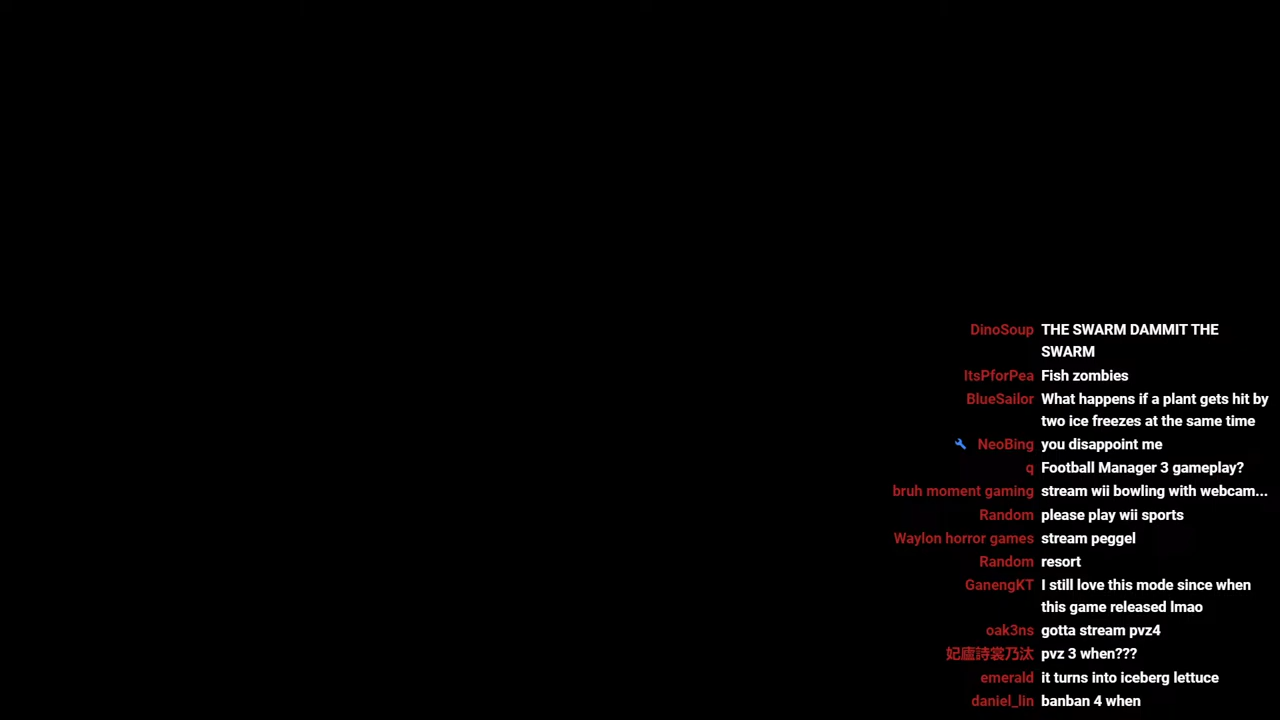 DinoSoup THE SWARM DAMMIT THE
SWARM
ItsPforPea Fish zombies
BlueSailor What happens if a plant gets hit by
two ice freezes at the same time
NeoBing you disappoint me
q Football Manager 3 gameplay?
bruh moment gaming stream wii bowling with webcam...
Random please play wii sports
Waylon horror games stream peggel
Random resort
GanengKT I still love this mode since when
this game released lmao
oak3ns gotta stream pvz4
妃廬詩裳乃汰 pvz 3 when???
emerald it turns into iceberg lettuce
daniel_lin banban 4 when